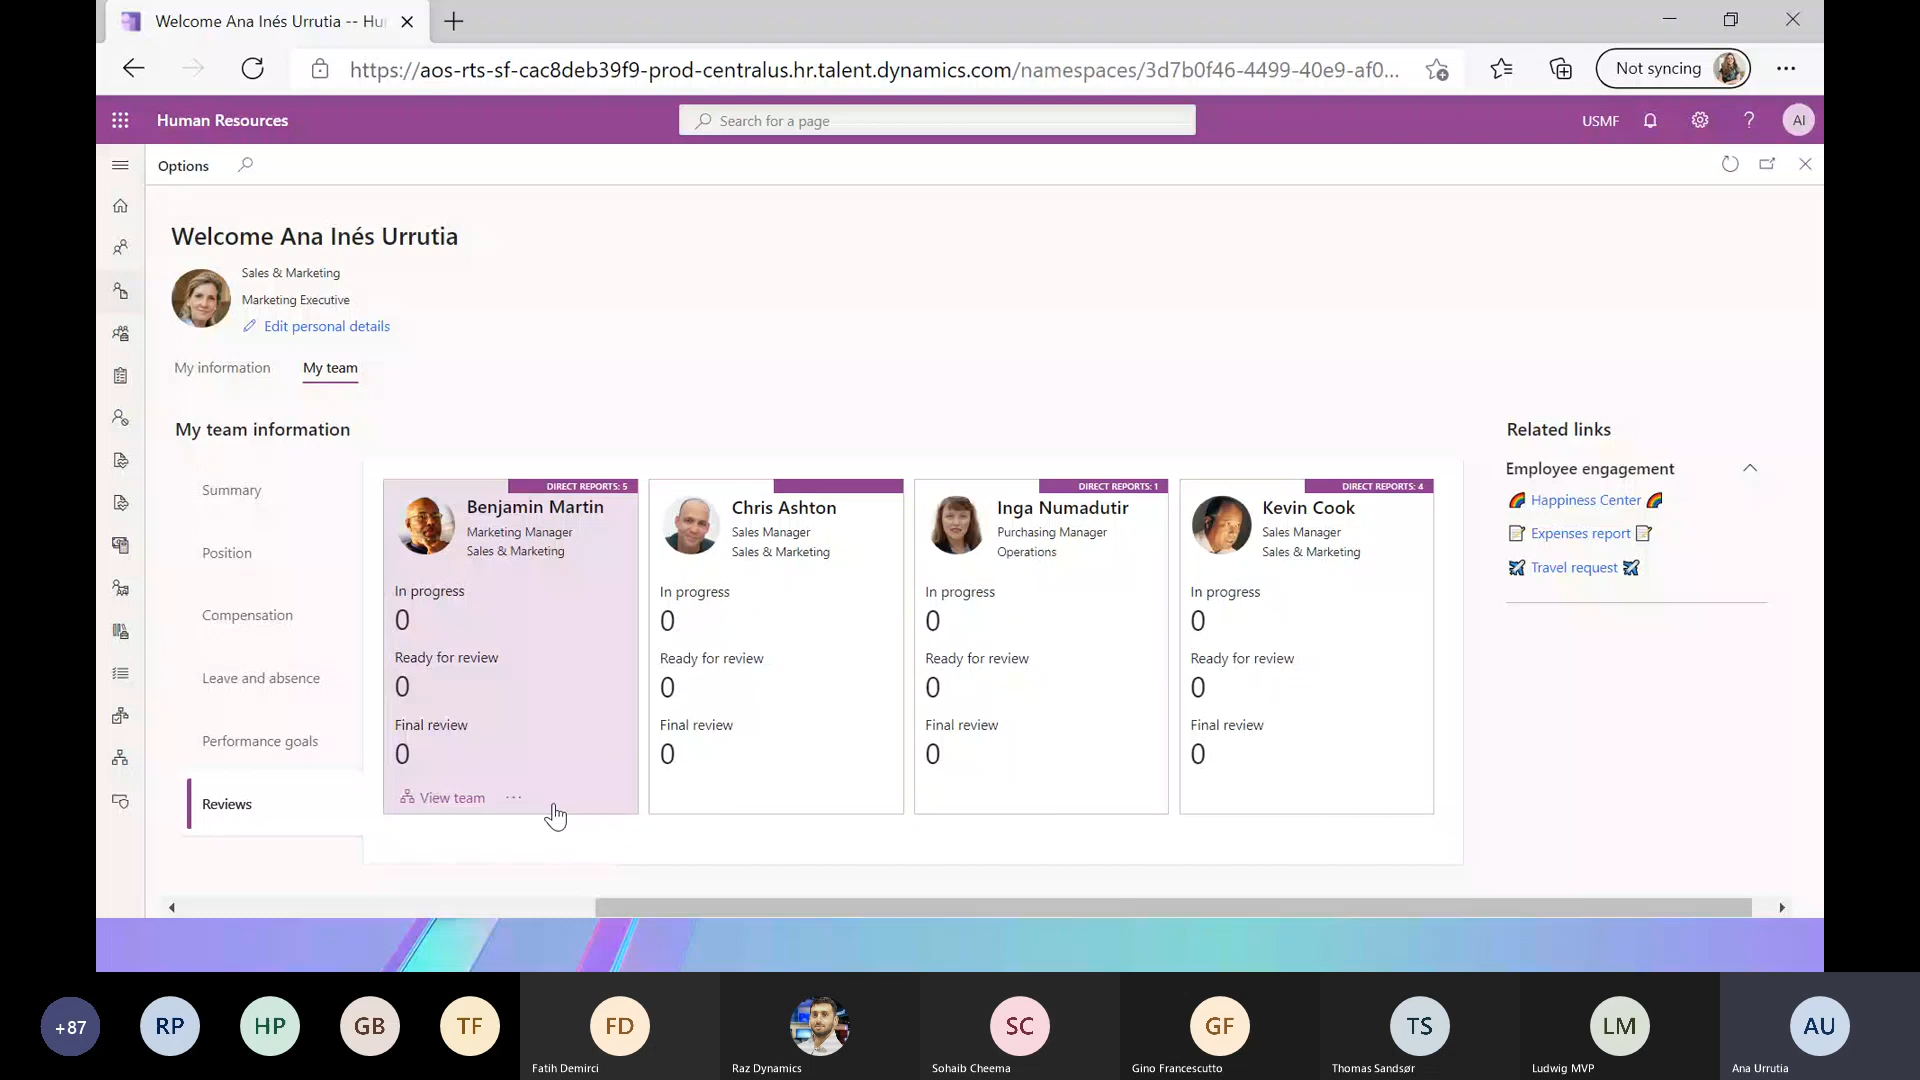 Welcome Ana Inés Urrutia -- Hu
https://aos-rts-sf-cac8deb39f9-prod-centralus.hr.talent.dynamics.com/namespaces/3d7b0f46-4499-40e9-af0...
Not syncing
Human Resources
Search for a page
USMF
?
AI
Options
Welcome Ana Inés Urrutia
Sales & Marketing
Marketing Executive
Edit personal details
My information
My team
My team information
Summary
Position
Compensation
Leave and absence
Performance goals
Reviews
DIRECT REPORTS: 5
Benjamin Martin
Marketing Manager
Sales & Marketing
In progress
0
Ready for review
0
Final review
0
View team
...
Chris Ashton
Sales Manager
Sales & Marketing
In progress
0
Ready for review
0
Final review
0
DIRECT REPORTS: 1
Inga Numadutir
Purchasing Manager
Operations
In progress
0
Ready for review
0
Final review
0
DIRECT REPORTS: 4
Kevin Cook
Sales Manager
Sales & Marketing
In progress
0
Ready for review
0
Final review
0
Related links
Employee engagement
🌈 Happiness Center 🌈
📝 Expenses report 📝
✈️ Travel request ✈️
+87
RP
HP
GB
TF
FD
Fatih Demirci
Raz Dynamics
SC
Sohaib Cheema
GF
Gino Francescutto
TS
Thomas Sandsør
LM
Ludwig MVP
AU
Ana Urrutia